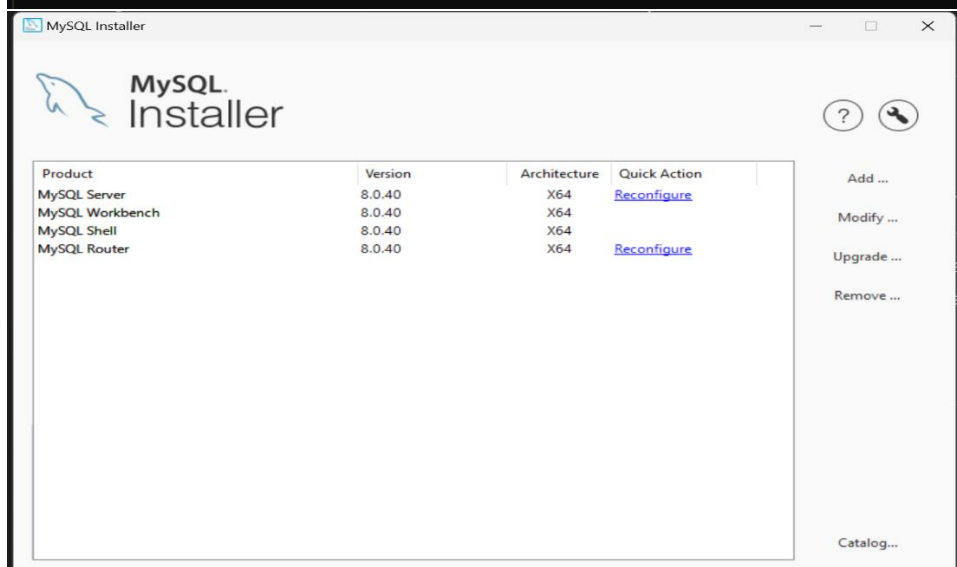 MySQL Installer
MySQL.
Installer
?
Product Version Architecture Quick Action
MySQL Server 8.0.40 X64 Reconfigure
MySQL Workbench 8.0.40 X64
MySQL Shell 8.0.40 X64
MySQL Router 8.0.40 X64 Reconfigure
Add ...
Modify ...
Upgrade ...
Remove ...
Catalog...